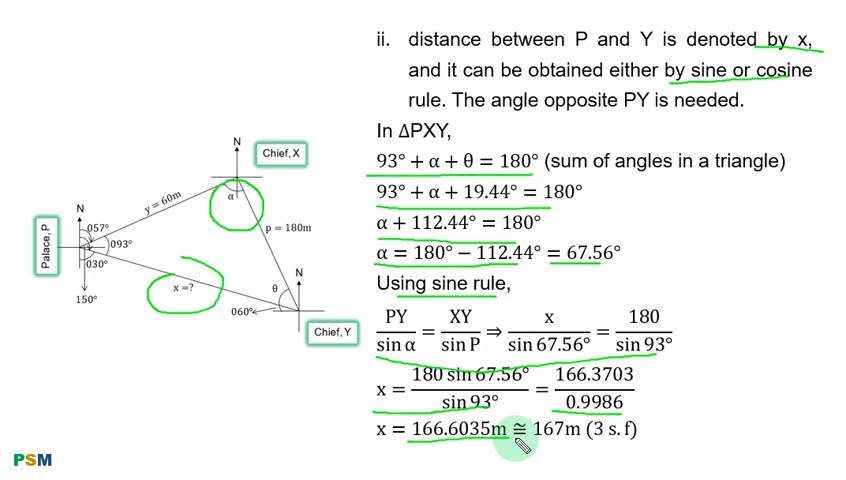 ii. distance between P and Y is denoted by x,
and it can be obtained either by sine or cosine
rule. The angle opposite PY is needed.
In ΔPXY,
93° + α + θ = 180° (sum of angles in a triangle)
93° + α + 19.44° = 180°
α + 112.44° = 180°
α = 180° − 112.44° = 67.56°
Using sine rule,
PY/sin α = XY/sin P ⇒ x/sin 67.56° = 180/sin 93°
x = 180 sin 67.56°/sin 93° = 166.3703/0.9986
x = 166.6035m ≅ 167m (3 s.f)
N
Chief, X
α
y = 60m
N
057°
p = 180m
Palace, P
093°
030°
N
x =?
θ
150°
060°
Chief, Y
PSM